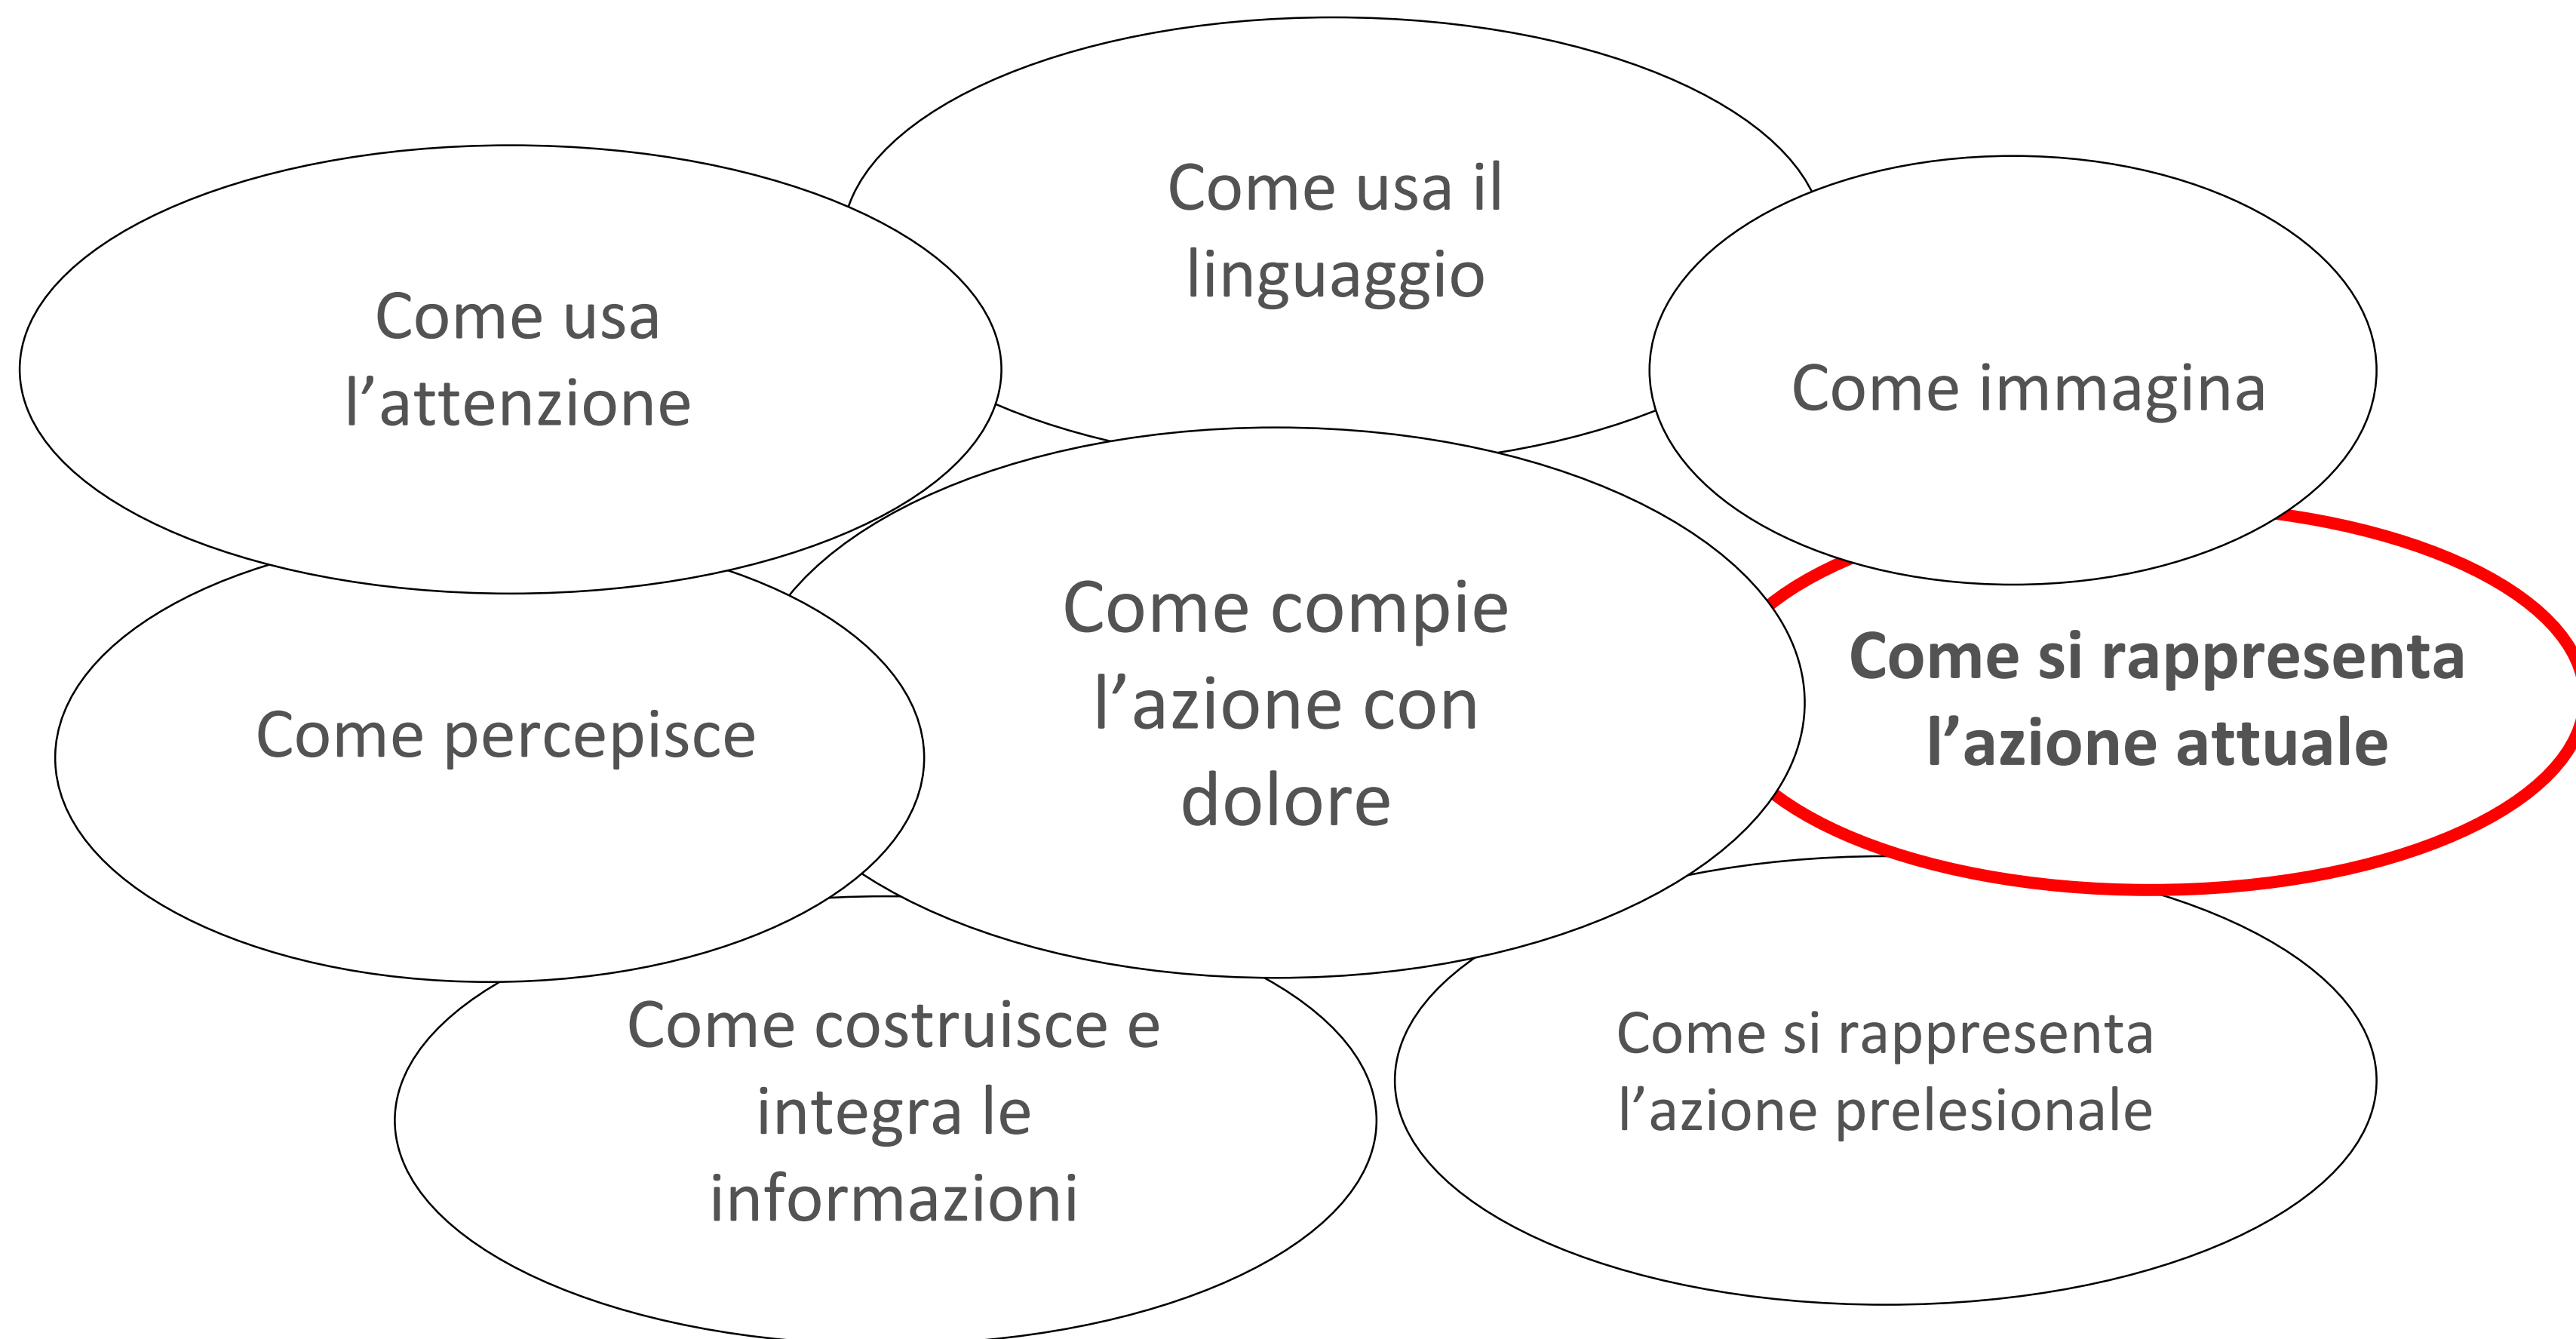 Come usa il
linguaggio
Come usa
l’attenzione
Come immagina
Come compie
l’azione con
dolore
Come si rappresenta
l’azione attuale
Come percepisce
Come costruisce e
integra le
informazioni
Come si rappresenta
l’azione prelesionale